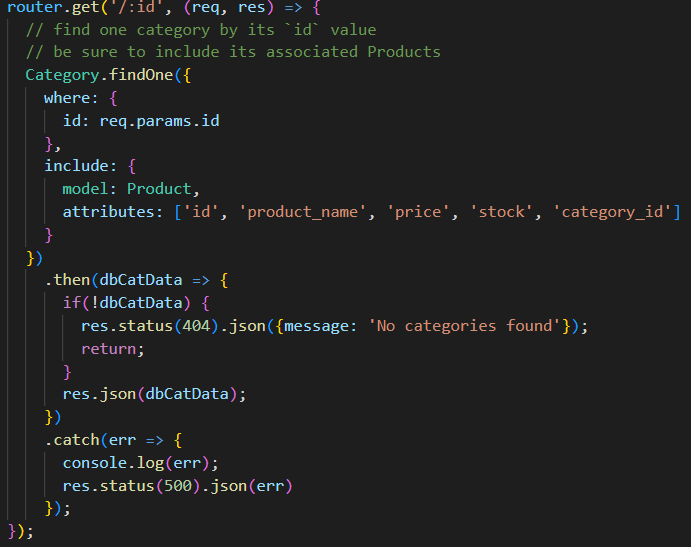 router.get('/:id', (req, res) => {
  // find one category by its `id` value
  // be sure to include its associated Products
  Category.findOne({
    where: {
      id: req.params.id
    },
    include: {
      model: Product,
      attributes: ['id', 'product_name', 'price', 'stock', 'category_id']
    }
  })
    .then(dbCatData => {
      if(!dbCatData) {
        res.status(404).json({message: 'No categories found'});
        return;
      }
      res.json(dbCatData);
    })
    .catch(err => {
      console.log(err);
      res.status(500).json(err)
    });
});